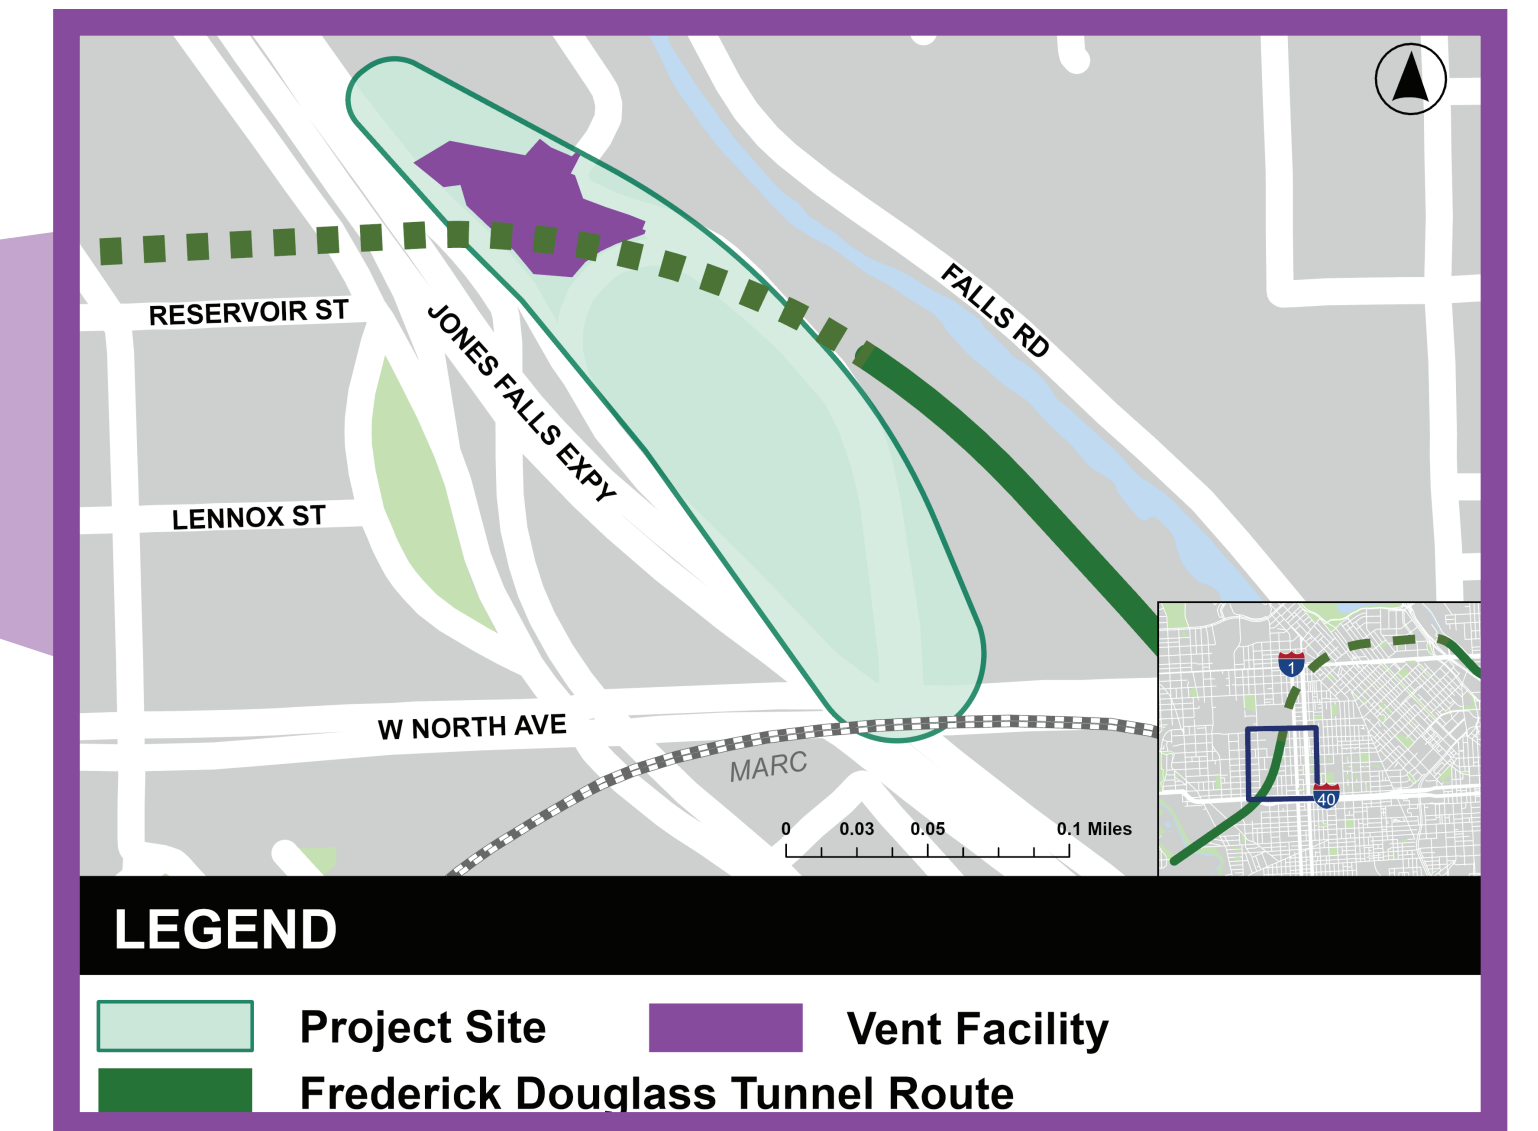 FALLS RD
RESERVOIR ST
JONES FALLS EXPY
LENNOX ST
W NORTH AVE
MARC
0 0.03 0.05 0.1 Miles
1
40
LEGEND
Project Site
Vent Facility
Frederick Douglass Tunnel Route